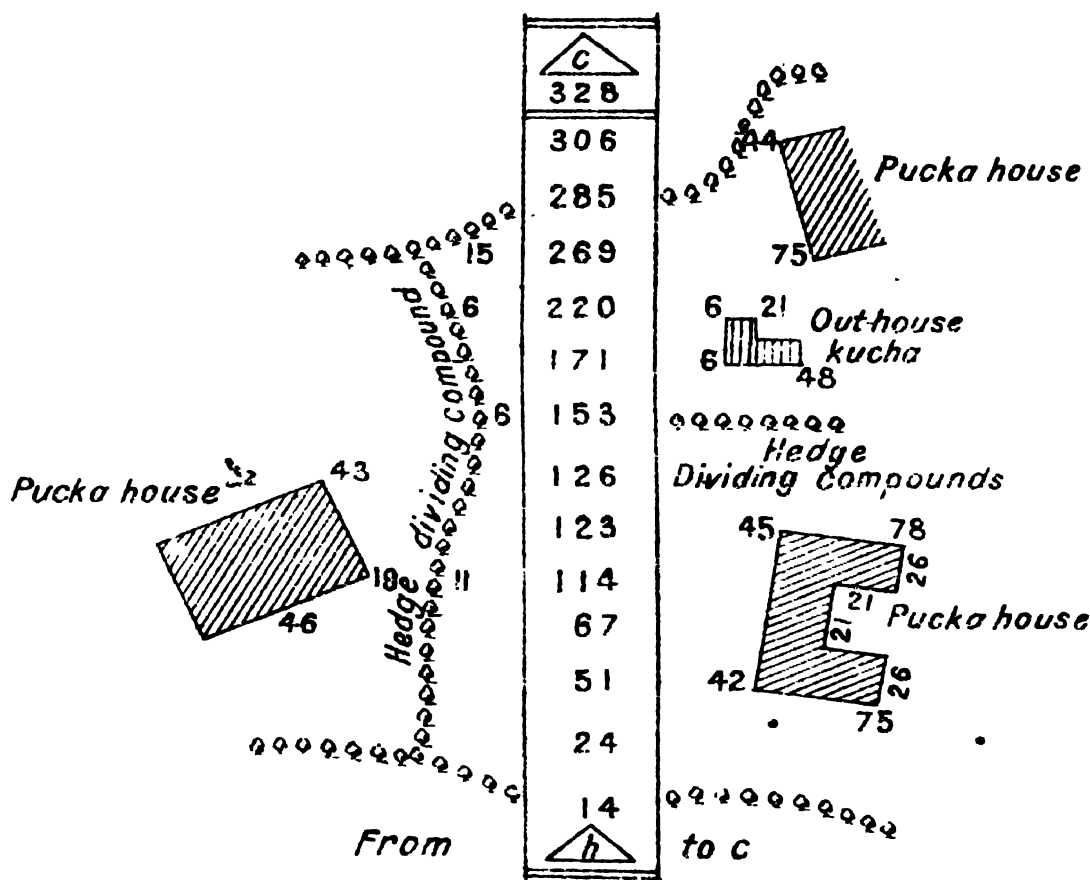 c
328
306 44
Pucka house
285
15 269 75
6 220 6 21 Out-house
171 6 48 kucha
6 153
Hedge
126 Dividing compounds
Hedge dividing compound
43
Pucka house
123 45 78
26
19 11 114 21 Pucka house
46 67 21
51 42 26
75
24
14
From h to c